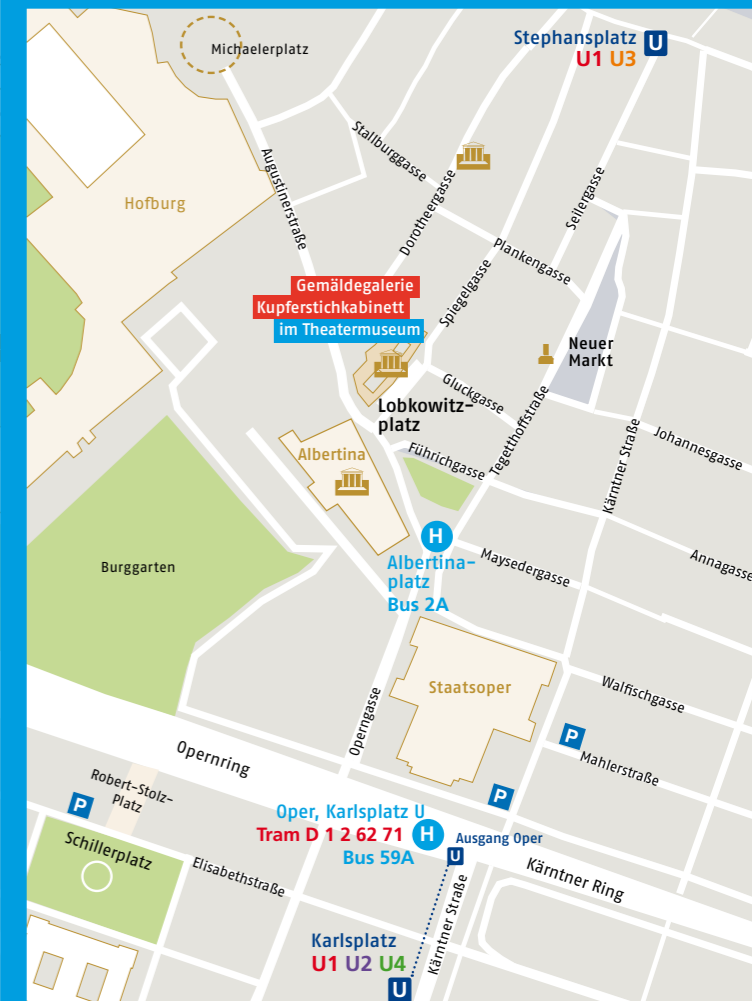 Michaelerplatz
Stephansplatz
U
U1 U3
Stallburggasse
Augustinerstraße
Dorotheergasse
Seilergasse
Hofburg
Plankengasse
Spiegelgasse
Gemäldegalerie
Kupferstichkabinett
im Theatermuseum
Neuer
Markt
Gluckgasse
Lobkowitz-
platz
Tegetthoffstraße
Kärntner Straße
Johannesgasse
Albertina
Führichgasse
H
Albertina-
platz
Bus 2A
Maysedergasse
Annagasse
Burggarten
Staatsoper
Walfischgasse
Operngasse
P
Mahlerstraße
Opernring
Robert-Stolz-
Platz
P
P
Oper, Karlsplatz U
Tram D 1 2 62 71
H
Bus 59A
Ausgang Oper
U
Schillerplatz
Elisabethstraße
Kärntner Ring
Kärntner Straße
Karlsplatz
U1 U2 U4
U